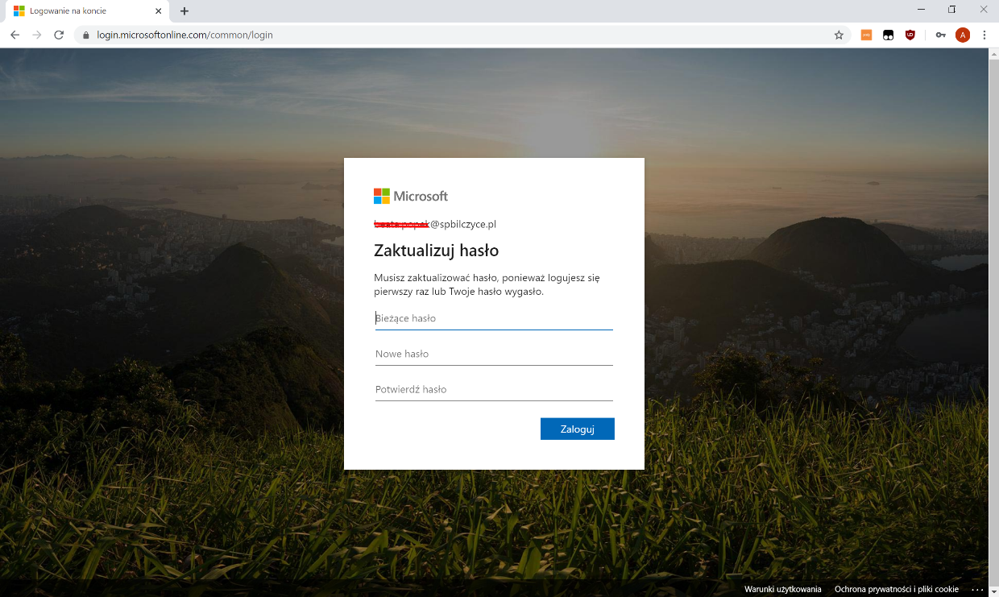 Logowanie na koncie
login.microsoftonline.com/common/login
A
Microsoft
@spbilczyce.pl
Zaktualizuj hasło
Musisz zaktualizować hasło, ponieważ logujesz się
pierwszy raz lub Twoje hasło wygasło.
Bieżące hasło
Nowe hasło
Potwierdź hasło
Zaloguj
Warunki użytkowania
Ochrona prywatności i pliki cookie
...